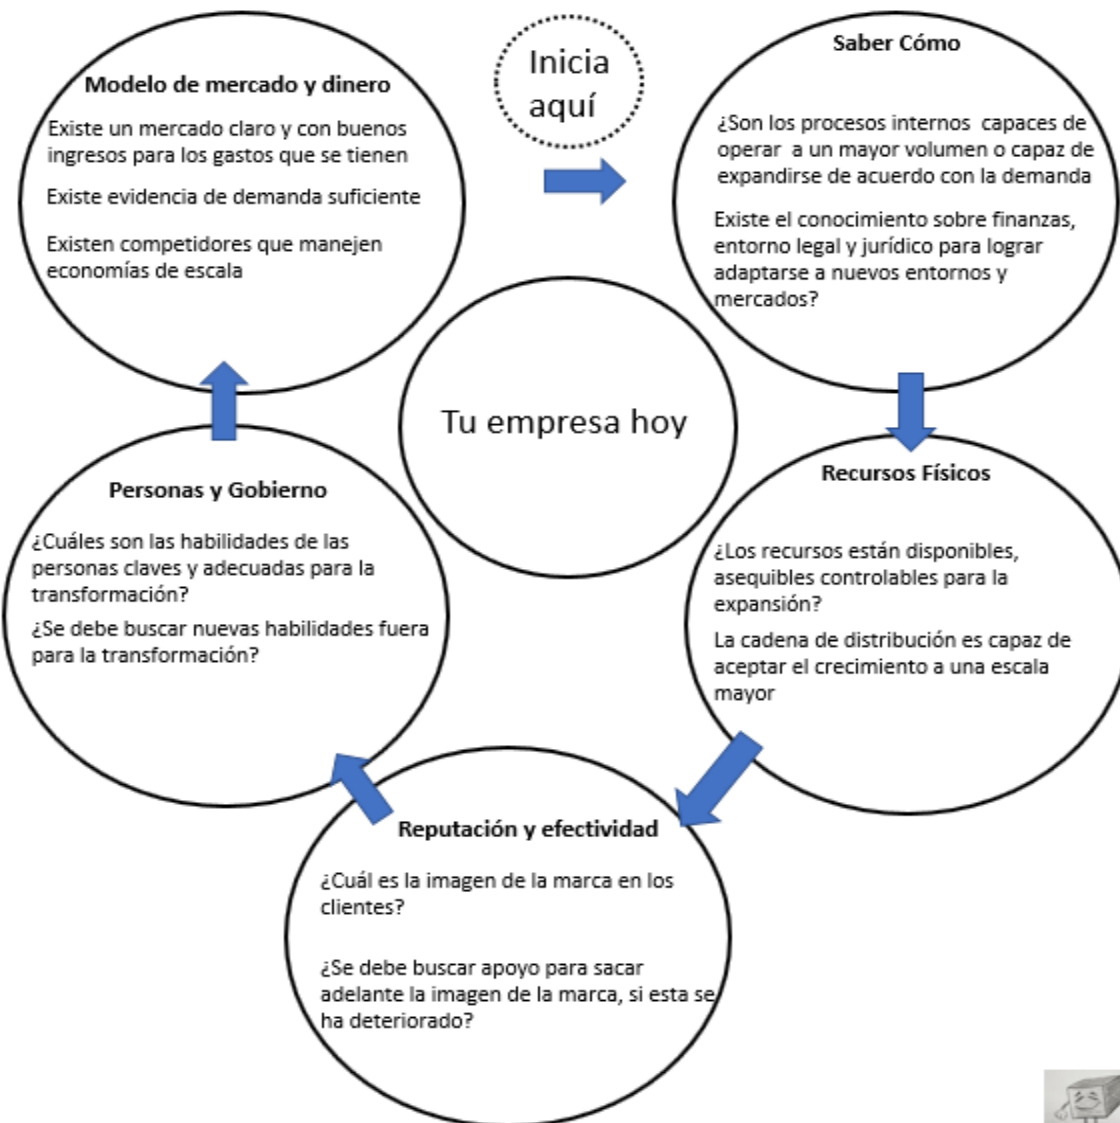 Inicia
aquí
Saber Cómo
¿Son los procesos internos capaces de
operar a un mayor volumen o capaz de
expandirse de acuerdo con la demanda
Existe el conocimiento sobre finanzas,
entorno legal y jurídico para lograr
adaptarse a nuevos entornos y
mercados?
Recursos Físicos
¿Los recursos están disponibles,
asequibles controlables para la
expansión?
La cadena de distribución es capaz de
aceptar el crecimiento a una escala
mayor
Reputación y efectividad
¿Cuál es la imagen de la marca en los
clientes?
¿Se debe buscar apoyo para sacar
adelante la imagen de la marca, si esta se
ha deteriorado?
Personas y Gobierno
¿Cuáles son las habilidades de las
personas claves y adecuadas para la
transformación?
¿Se debe buscar nuevas habilidades fuera
para la transformación?
Modelo de mercado y dinero
Existe un mercado claro y con buenos
ingresos para los gastos que se tienen
Existe evidencia de demanda suficiente
Existen competidores que manejen
economías de escala
Tu empresa hoy